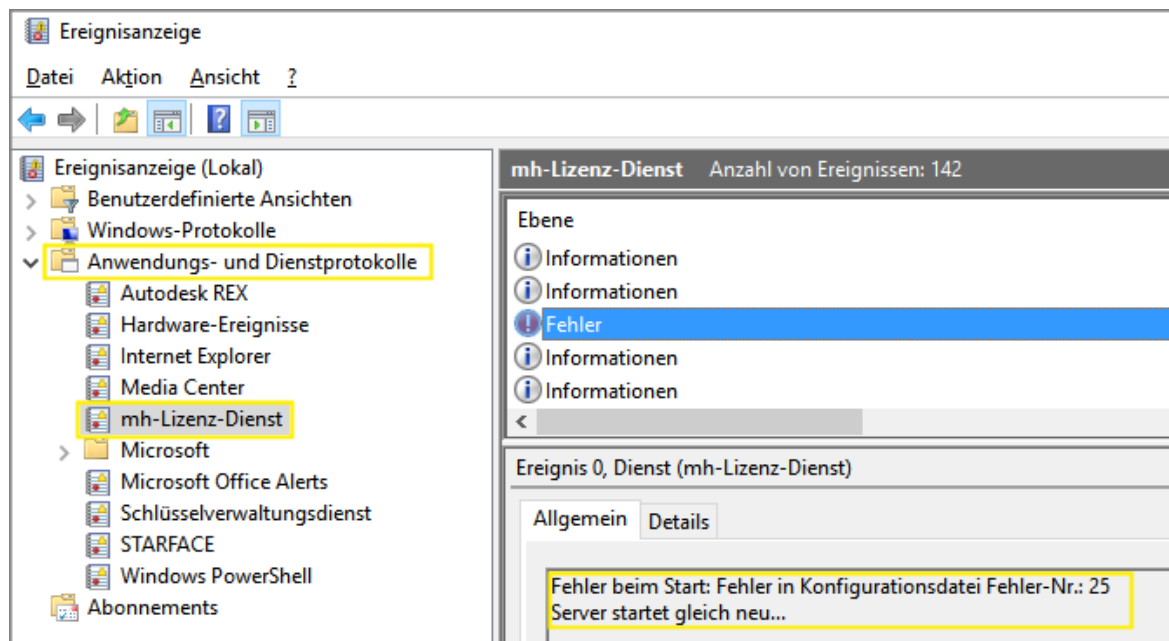 Ereignisanzeige
Datei Aktion Ansicht ?
Ereignisanzeige (Lokal)
Benutzerdefinierte Ansichten
Windows-Protokolle
Anwendungs- und Dienstprotokolle
Autodesk REX
Hardware-Ereignisse
Internet Explorer
Media Center
mh-Lizenz-Dienst
Microsoft
Microsoft Office Alerts
Schlüsselverwaltungsdienst
STARFACE
Windows PowerShell
Abonnements
mh-Lizenz-Dienst Anzahl von Ereignissen: 142
Ebene
Informationen
Informationen
Fehler
Informationen
Informationen
Ereignis 0, Dienst (mh-Lizenz-Dienst)
Allgemein Details
Fehler beim Start: Fehler in Konfigurationsdatei Fehler-Nr.: 25
Server startet gleich neu...